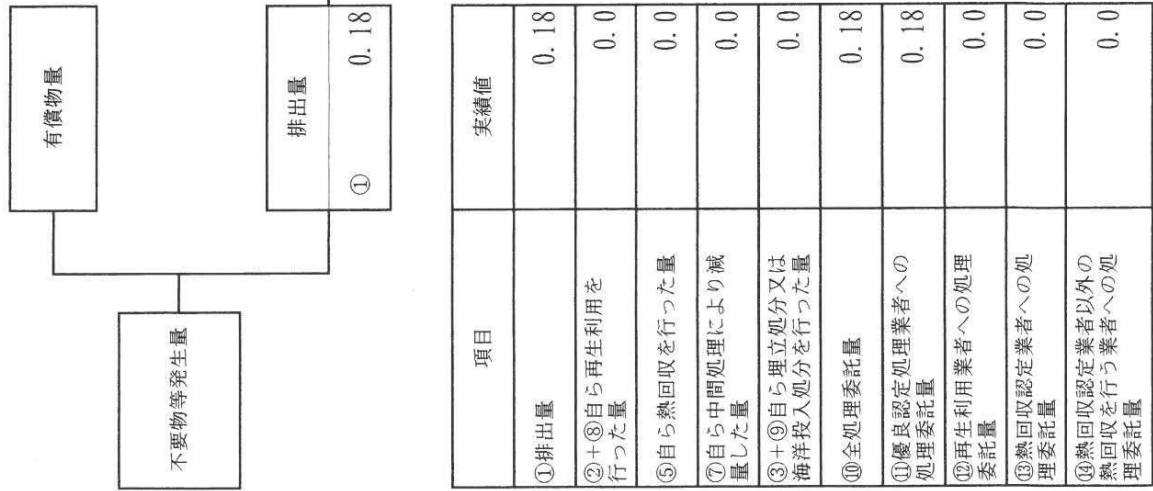 有償物量
不要物等発生量
排出量
① 0.18
項目 実績値
①排出量 0.18
②+⑧自ら再生利用を
行った量 0.0
⑤自ら熱回収を行った量 0.0
⑦自ら中間処理により減
量した量 0.0
③+⑨自ら埋立処分又は
海洋投入処分を行った量 0.0
⑩全処理委託量 0.18
⑪優良認定処理業者への
処理委託量 0.18
⑫再生利用業者への処理
委託量 0.0
⑬熱回収認定業者への処
理委託量 0.0
⑭熱回収認定業者以外の
熱回収を行う業者への処
理委託量 0.0